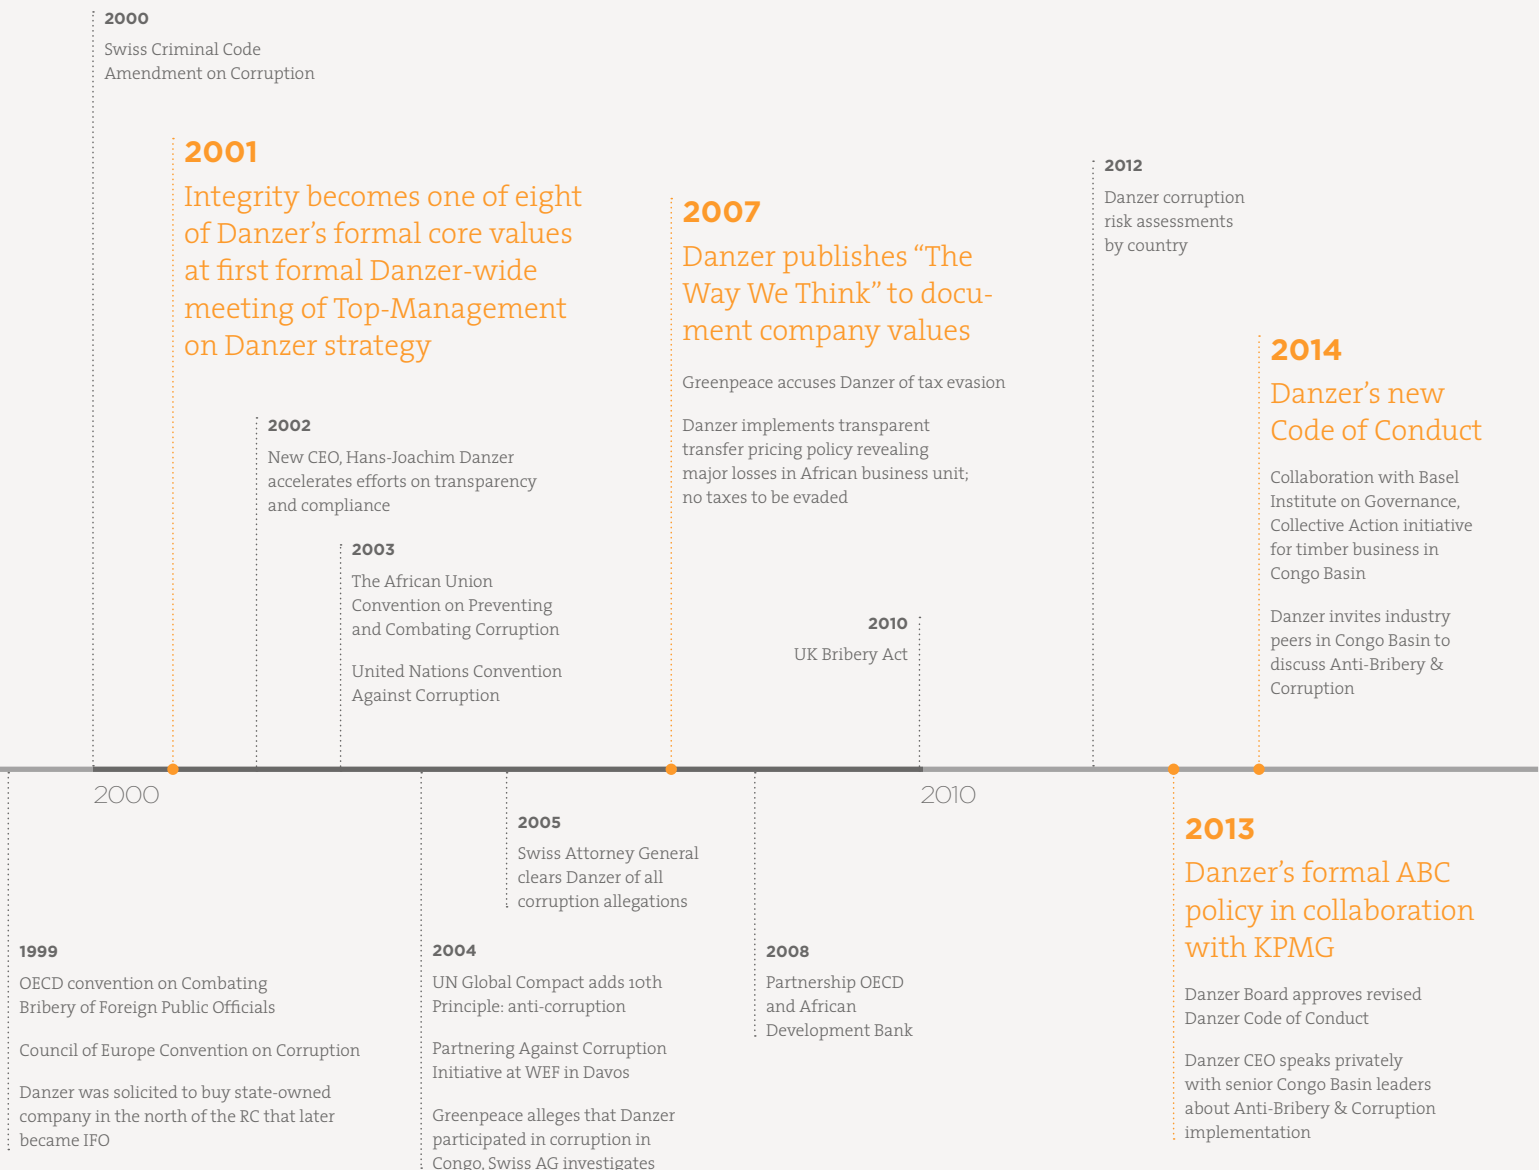 2000
Swiss Criminal Code
Amendment on Corruption
2001
Integrity becomes one of eight
of Danzer’s formal core values
at first formal Danzer-wide
meeting of Top-Management
on Danzer strategy
2002
New CEO, Hans-Joachim Danzer
accelerates efforts on transparency
and compliance
2003
The African Union
Convention on Preventing
and Combating Corruption
United Nations Convention
Against Corruption
2007
Danzer publishes “The
Way We Think” to docu-
ment company values
Greenpeace accuses Danzer of tax evasion
Danzer implements transparent
transfer pricing policy revealing
major losses in African business unit;
no taxes to be evaded
2010
UK Bribery Act
2012
Danzer corruption
risk assessments
by country
2014
Danzer’s new
Code of Conduct
Collaboration with Basel
Institute on Governance,
Collective Action initiative
for timber business in
Congo Basin
Danzer invites industry
peers in Congo Basin to
discuss Anti-Bribery &
Corruption
2000
2010
1999
OECD convention on Combating
Bribery of Foreign Public Officials
Council of Europe Convention on Corruption
Danzer was solicited to buy state-owned
company in the north of the RC that later
became IFO
2004
UN Global Compact adds 10th
Principle: anti-corruption
Partnering Against Corruption
Initiative at WEF in Davos
Greenpeace alleges that Danzer
participated in corruption in
Congo, Swiss AG investigates
2005
Swiss Attorney General
clears Danzer of all
corruption allegations
2008
Partnership OECD
and African
Development Bank
2013
Danzer’s formal ABC
policy in collaboration
with KPMG
Danzer Board approves revised
Danzer Code of Conduct
Danzer CEO speaks privately
with senior Congo Basin leaders
about Anti-Bribery & Corruption
implementation